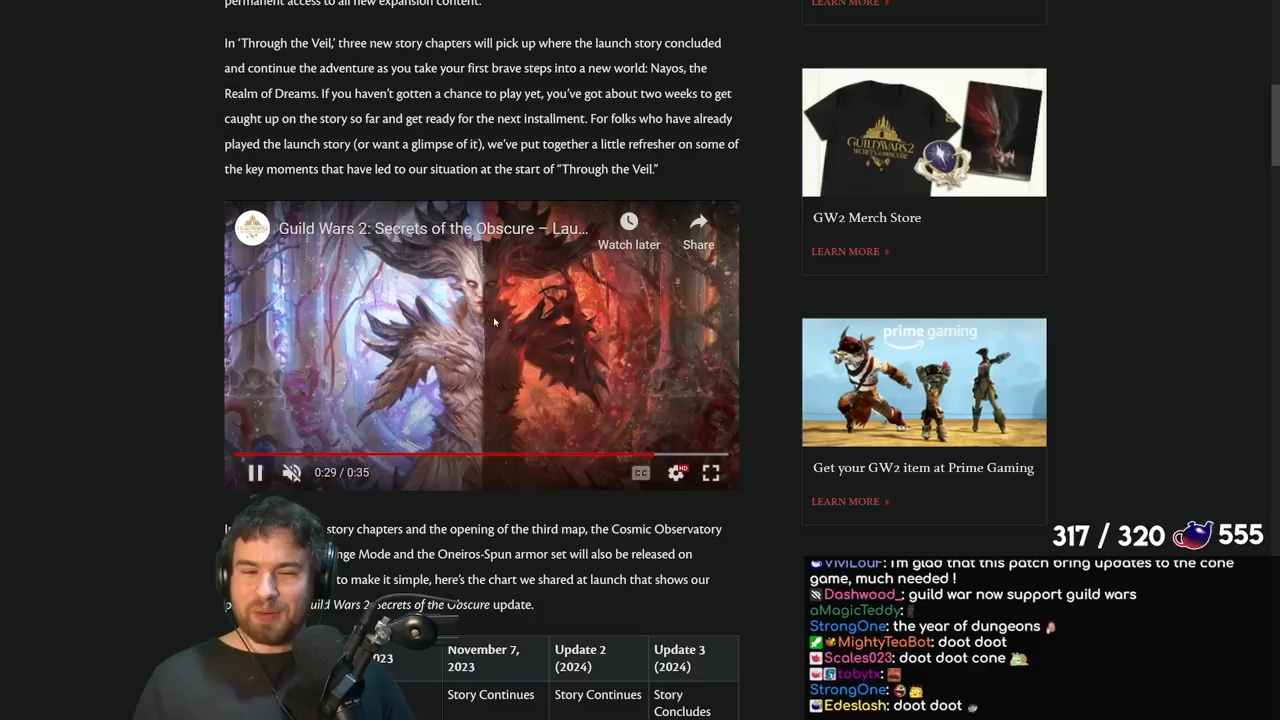 permanent access to all new expansion content.
In ‘Through the Veil,’ three new story chapters will pick up where the launch story concluded
and continue the adventure as you take your first brave steps into a new world: Nayos, the
Realm of Dreams. If you haven’t gotten a chance to play yet, you’ve got about two weeks to get
caught up on the story so far and get ready for the next installment. For folks who have already
played the launch story (or want a glimpse of it), we’ve put together a little refresher on some of
the key moments that have led to our situation at the start of “Through the Veil.”
Guild Wars 2: Secrets of the Obscure – Lau...
Watch later
Share
0:29 / 0:35
CC
HD
story chapters and the opening of the third map, the Cosmic Observatory
nge Mode and the Oneiros-Spun armor set will also be released on
to make it simple, here’s the chart we shared at launch that shows our
uild Wars 2: Secrets of the Obscure update.
November 7,
2023
Update 2
(2024)
Update 3
(2024)
Story Continues
Story Continues
Story
Concludes
LEARN MORE
GUILD WARS 2
GW2 Merch Store
LEARN MORE
prime gaming
Get your GW2 item at Prime Gaming
LEARN MORE
317 / 320
555
ViviLouF: I'm glad that this patch bring updates to the cone
game, much needed !
Dashwood_: guild war now support guild wars
aMagicTeddy:
StrongOne: the year of dungeons
MightyTeaBot: doot doot
Scales023: doot doot cone
tobytx:
StrongOne:
Edeslash: doot doot